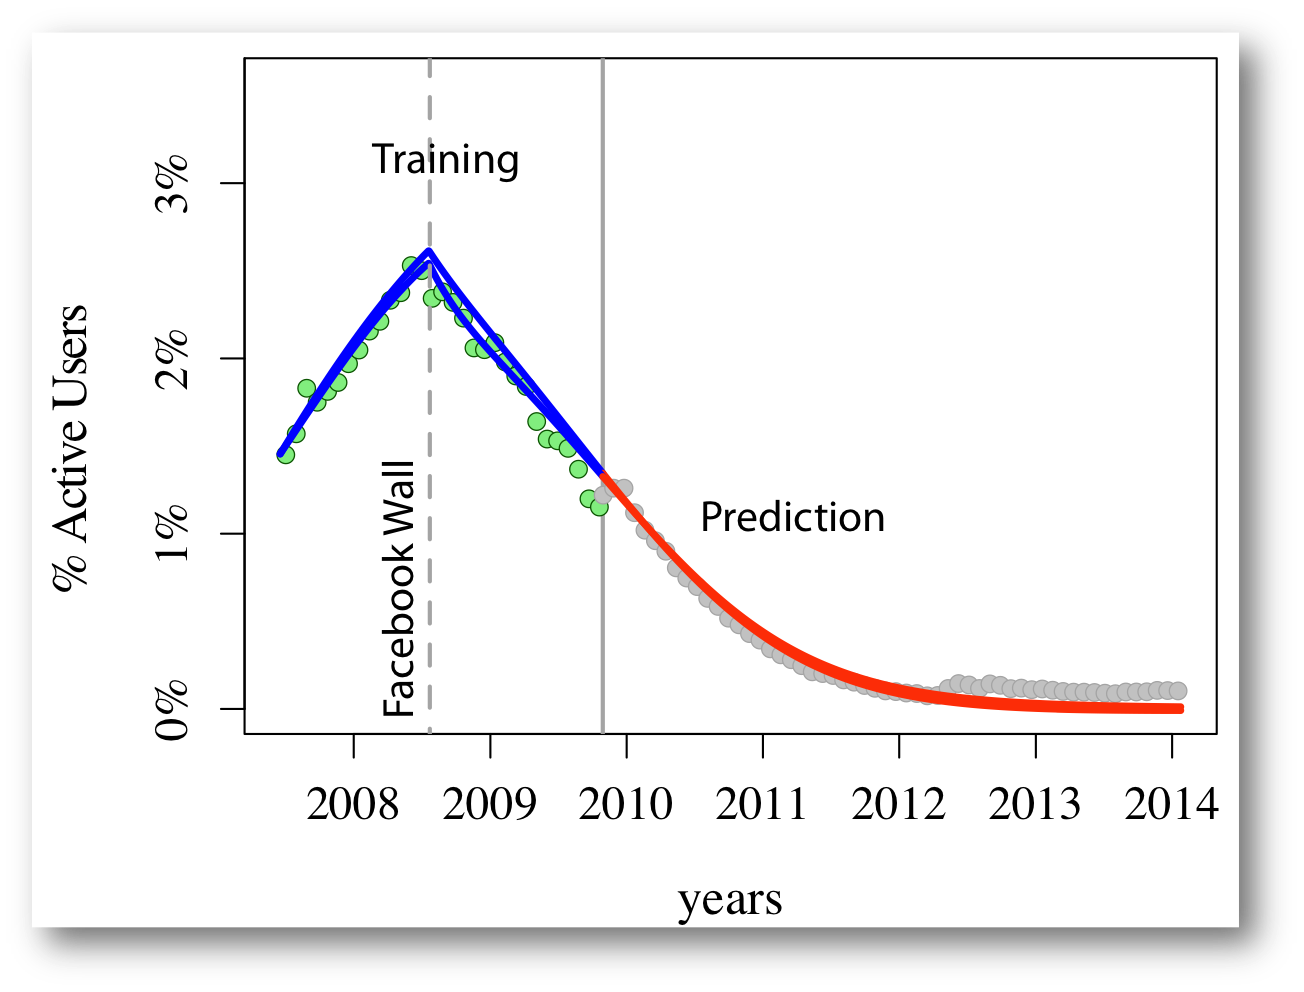 Training
3%
2%
1%
0%
% Active Users
Facebook Wall
Prediction
2008 2009 2010 2011 2012 2013 2014
years